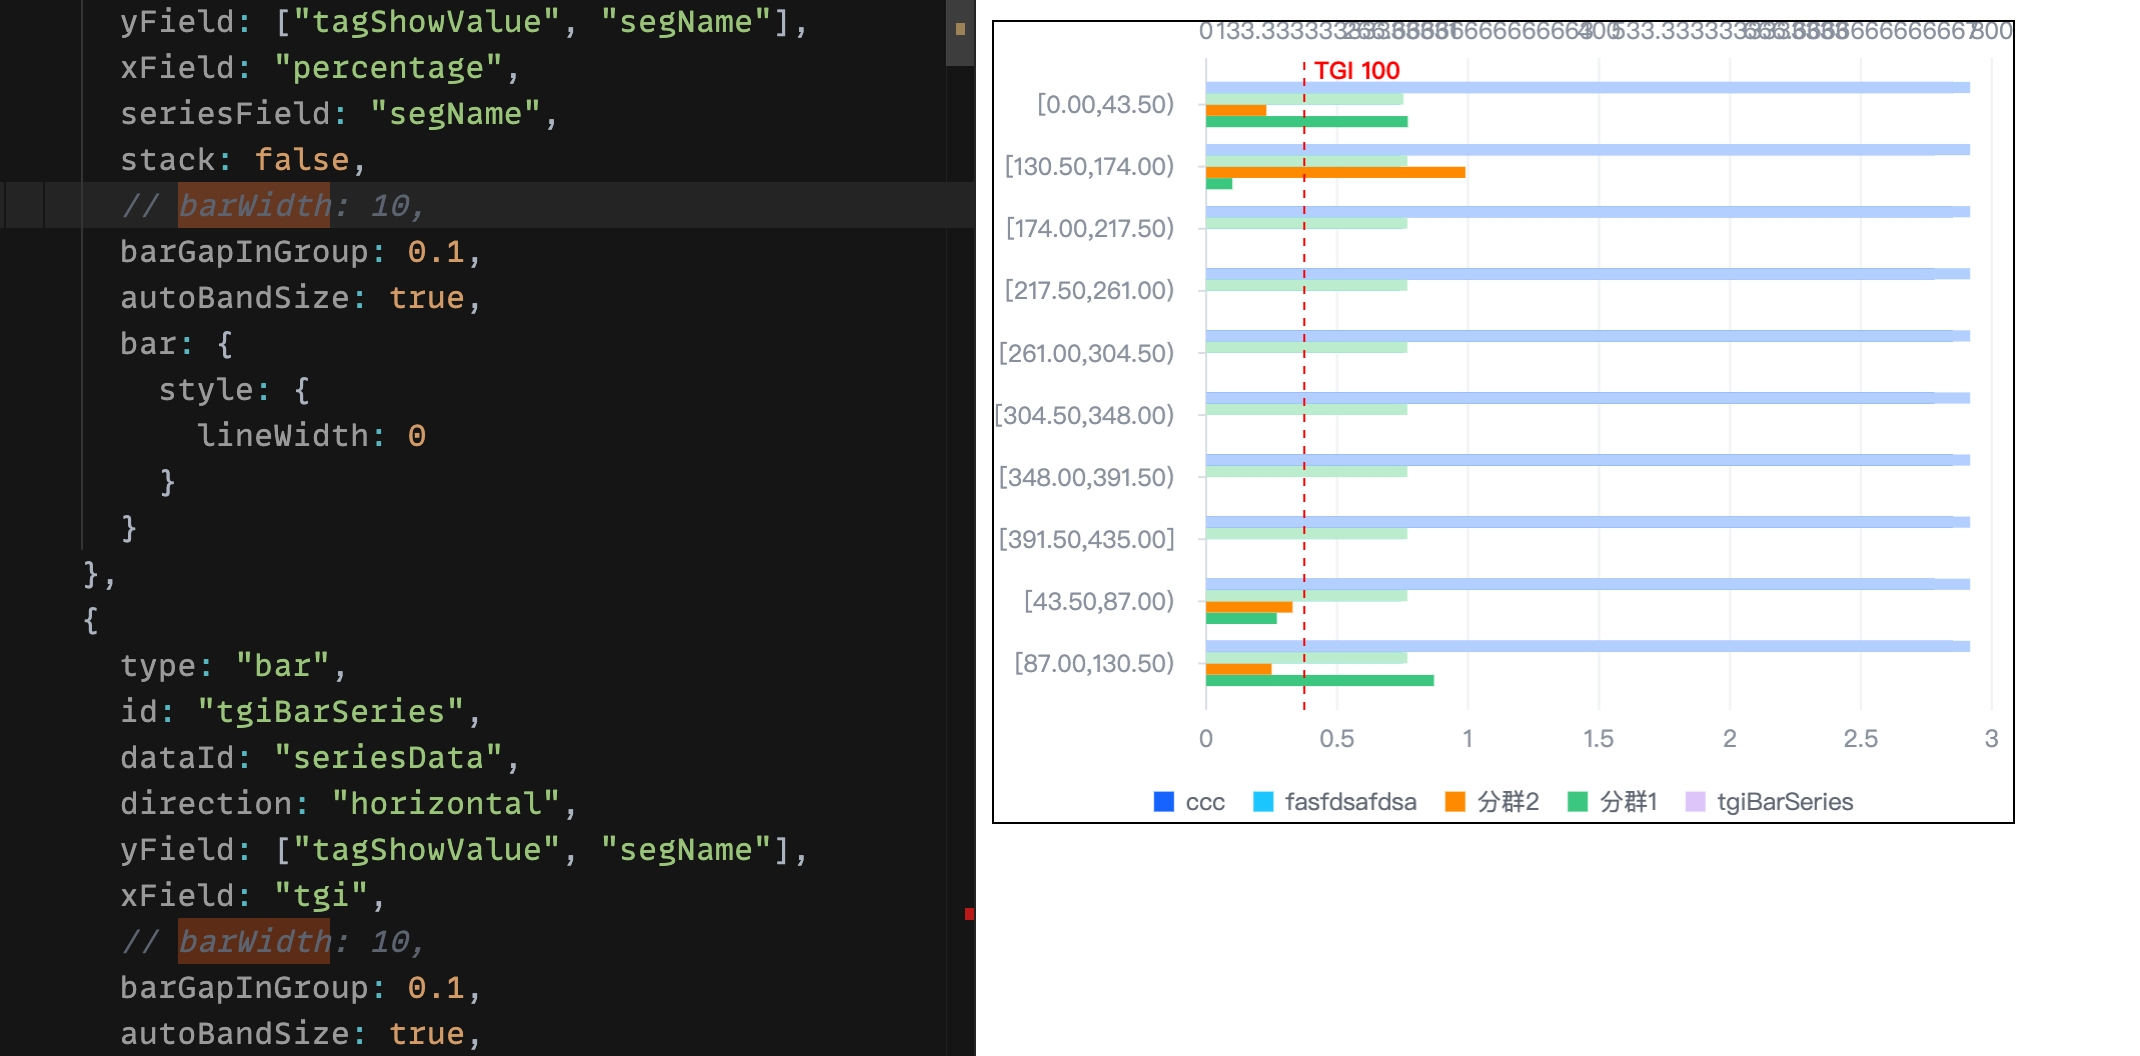 yField: ["tagShowValue", "segName"],
xField: "percentage",
seriesField: "segName",
stack: false,
// barWidth: 10,
barGapInGroup: 0.1,
autoBandSize: true,
bar: {
style: {
lineWidth: 0
}
}
},
{
type: "bar",
id: "tgiBarSeries",
dataId: "seriesData",
direction: "horizontal",
yField: ["tagShowValue", "segName"],
xField: "tgi",
// barWidth: 10,
barGapInGroup: 0.1,
autoBandSize: true,
0 400 800
TGI 100
[0.00,43.50)
[130.50,174.00)
[174.00,217.50)
[217.50,261.00)
[261.00,304.50)
[304.50,348.00)
[348.00,391.50)
[391.50,435.00]
[43.50,87.00)
[87.00,130.50)
0 0.5 1 1.5 2 2.5 3
ccc fasfdsafdsa 分群2 分群1 tgiBarSeries